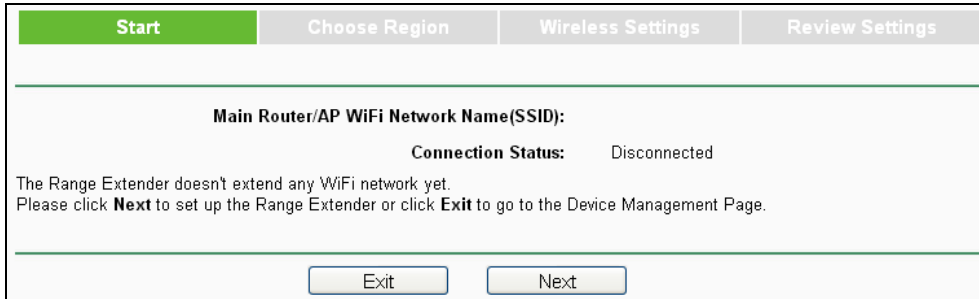 Start Choose Region Wireless Settings Review Settings
Main Router/AP WiFi Network Name(SSID):
Connection Status: Disconnected
The Range Extender doesn't extend any WiFi network yet.
Please click Next to set up the Range Extender or click Exit to go to the Device Management Page.
Exit Next